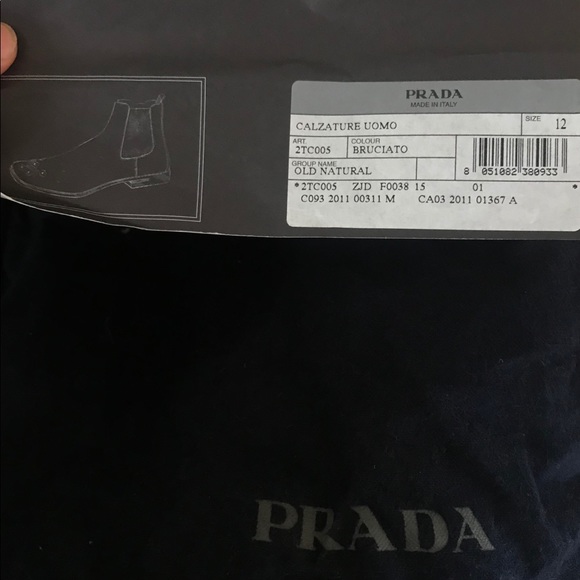 PRADA
MADE IN ITALY
CALZATURE UOMO
SIZE 12
ART. 2TC005
COLOUR BRUCIATO
GROUP NAME
OLD NATURAL
8 051082 380933
*2TC005 ZJD F0038 15 01
C093 2011 00311 M CA03 2011 01367 A
PRADA